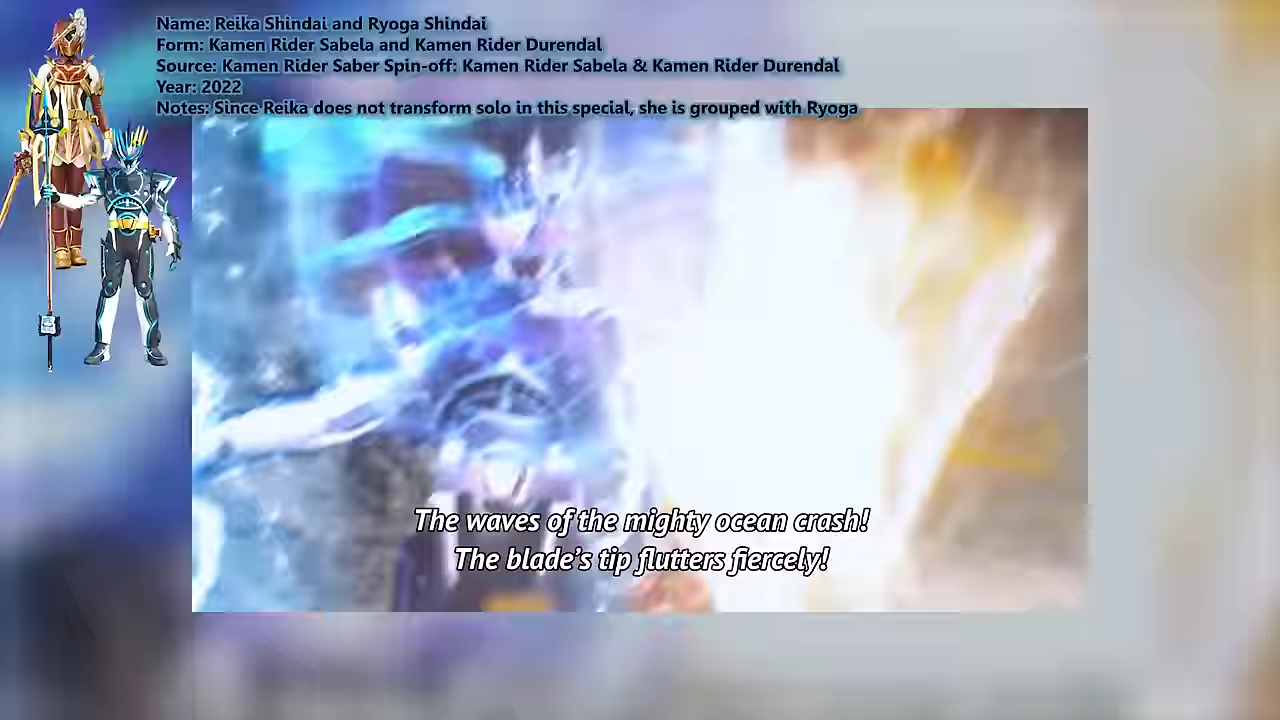 Name: Reika Shindai and Ryoga Shindai
Form: Kamen Rider Sabela and Kamen Rider Durendal
Source: Kamen Rider Saber Spin-off: Kamen Rider Sabela & Kamen Rider Durendal
Year: 2022
Notes: Since Reika does not transform solo in this special, she is grouped with Ryoga
The waves of the mighty ocean crash!
The blade's tip flutters fiercely!